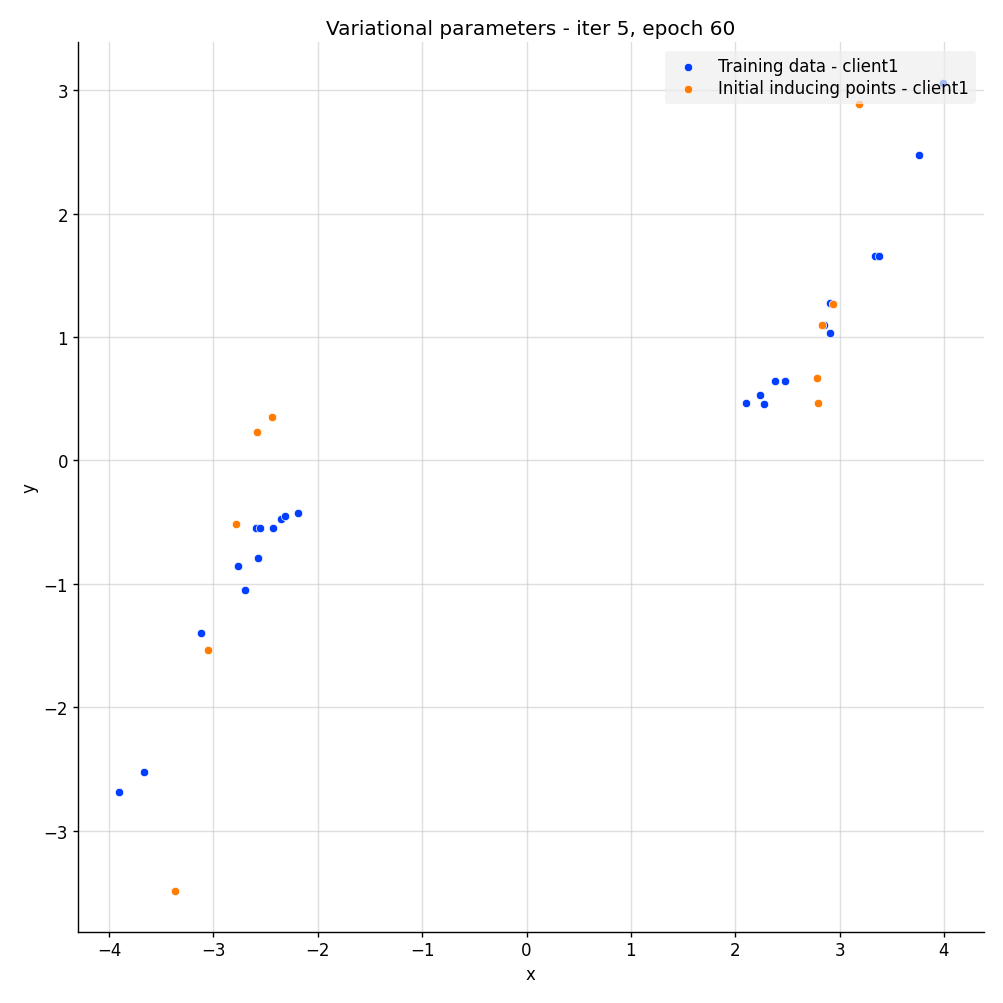 Variational parameters - iter 5, epoch 60
Training data - client1
Initial inducing points - client1
3
2
1
0
−1
−2
−3
y
−4 −3 −2 −1 0 1 2 3 4
x